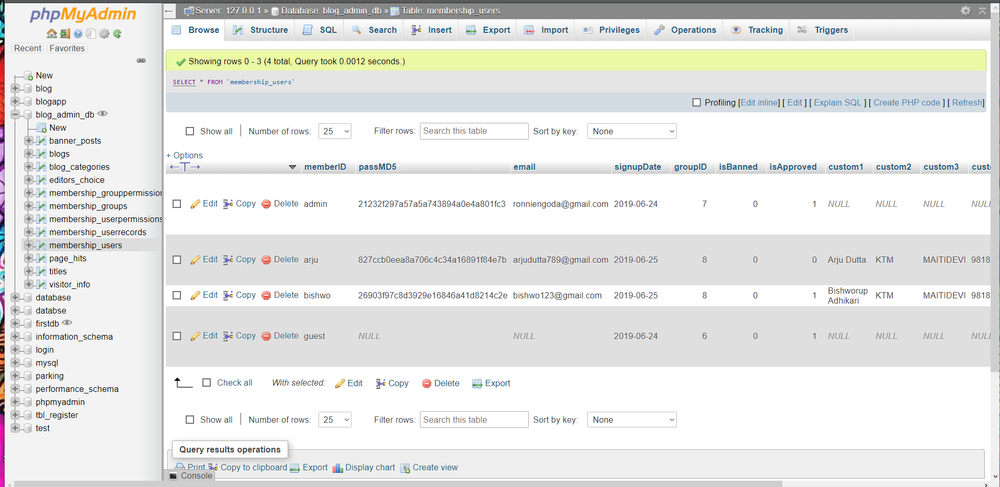 phpMyAdmin
Recent Favorites
New
blog
blogapp
blog_admin_db
New
banner_posts
blogs
blog_categories
editors_choice
membership_grouppermission
membership_groups
membership_userpermissions
membership_userrecords
membership_users
page_hits
titles
visitor_info
database
databse
firstdb
information_schema
login
mysql
parking
performance_schema
phpmyadmin
tbl_register
test
Server: 127.0.0.1 » Database: blog_admin_db » Table: membership_users
Browse Structure SQL Search Insert Export Import Privileges Operations Tracking Triggers
Showing rows 0 - 3 (4 total, Query took 0.0012 seconds.)
SELECT * FROM `membership_users`
Profiling [Edit inline] [ Edit ] [ Explain SQL ] [ Create PHP code ] [ Refresh]
Show all Number of rows: 25 Filter rows: Search this table Sort by key: None
+ Options
←T→ memberID passMD5 email signupDate groupID isBanned isApproved custom1 custom2 custom3 custo
Edit Copy Delete admin 21232f297a57a5a743894a0e4a801fc3 ronniengoda@gmail.com 2019-06-24 7 0 1 NULL NULL NULL NULL
Edit Copy Delete arju 827ccb0eea8a706c4c34a16891f84e7b arjudutta789@gmail.com 2019-06-25 8 0 0 Arju Dutta KTM MAITIDEVI 9818
Edit Copy Delete bishwo 26903f97c8d3929e16846a41d8214c2e bishwo123@gmail.com 2019-06-25 8 0 1 Bishworup Adhikari KTM MAITIDEVI 9818
Edit Copy Delete guest NULL NULL 2019-06-24 6 0 1 NULL NULL NULL NULL
Check all With selected: Edit Copy Delete Export
Show all Number of rows: 25 Filter rows: Search this table Sort by key: None
Query results operations
Print Copy to clipboard Export Display chart Create view
Console